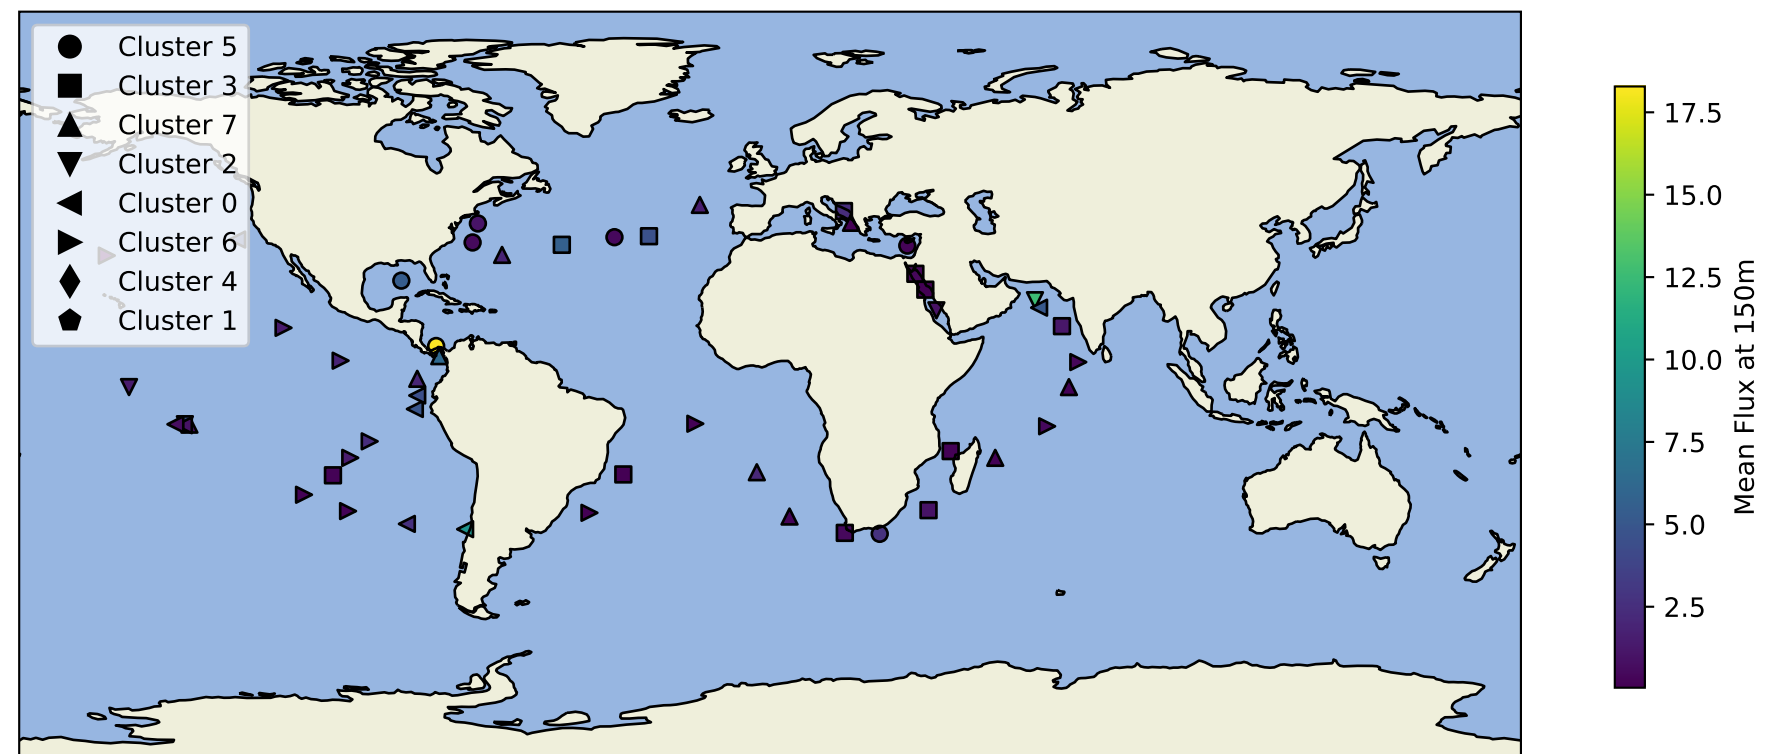 Cluster 5
Cluster 3
Cluster 7
Cluster 2
Cluster 0
Cluster 6
Cluster 4
Cluster 1
17.5
15.0
12.5
10.0
7.5
5.0
2.5
Mean Flux at 150m